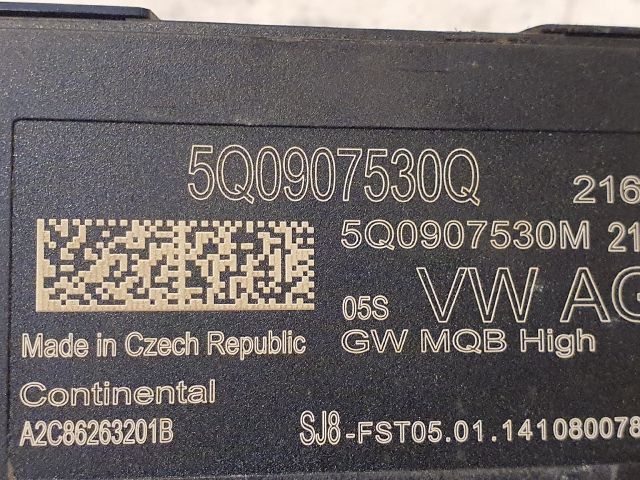 5Q0907530Q 216
5Q0907530M 21
05S VW AG
Made in Czech Republic GW MQB High
Continental
A2C86263201B SJ8-FST05.01.141080078